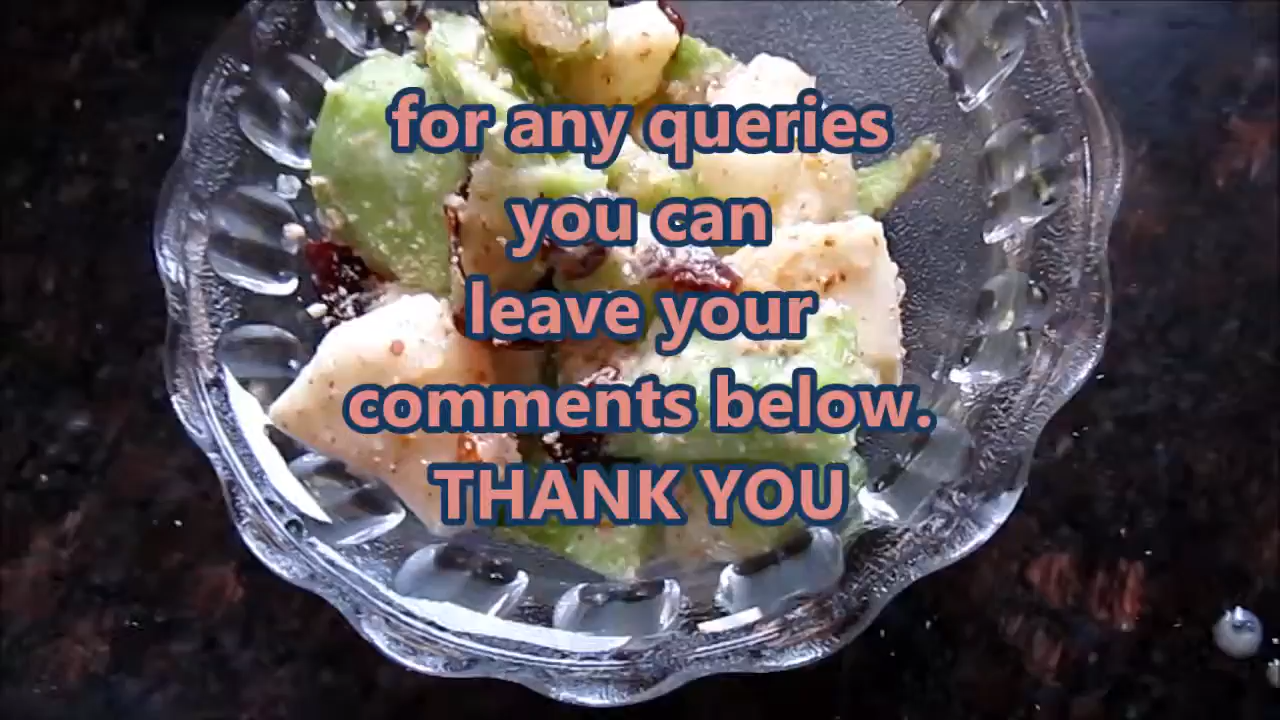 for any queries
you can
leave your
comments below.
THANK YOU